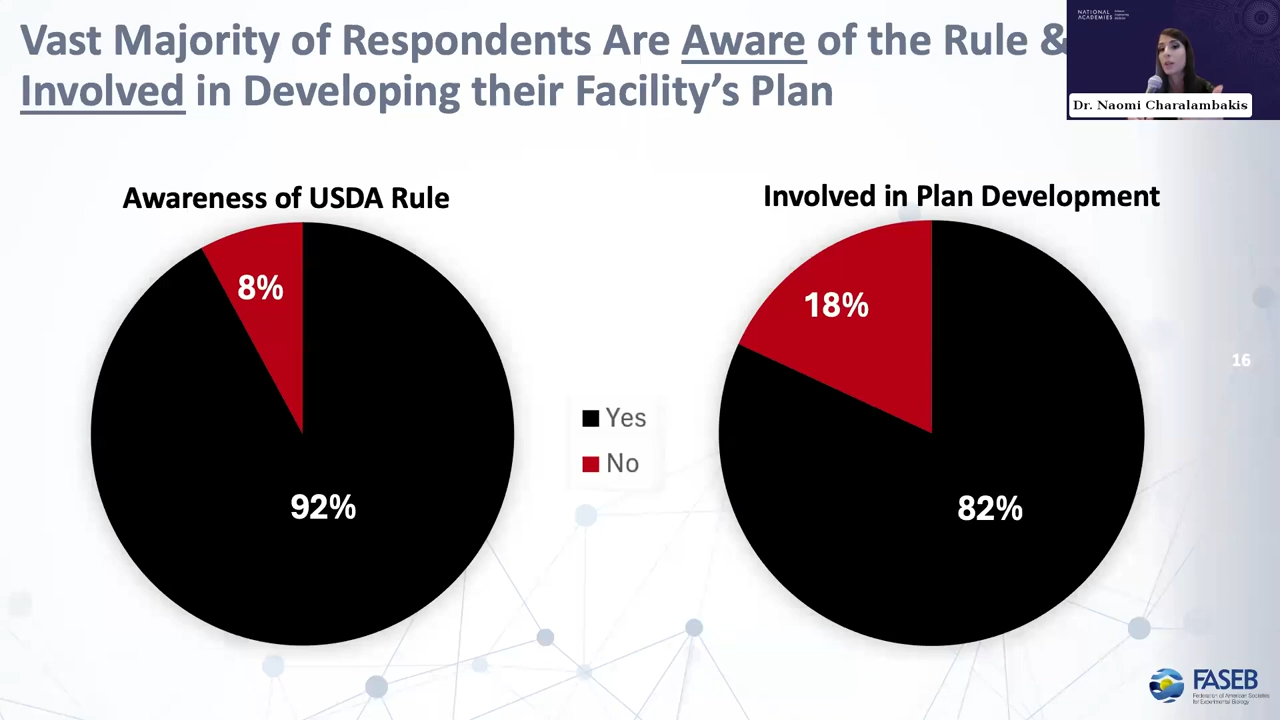 Vast Majority of Respondents Are Aware of the Rule &
Involved in Developing their Facility’s Plan
NATIONAL
ACADEMIES
Dr. Naomi Charalambakis
Awareness of USDA Rule
8%
92%
Yes
No
Involved in Plan Development
18%
82%
16
FASEB
Federation of American Societies
for Experimental Biology